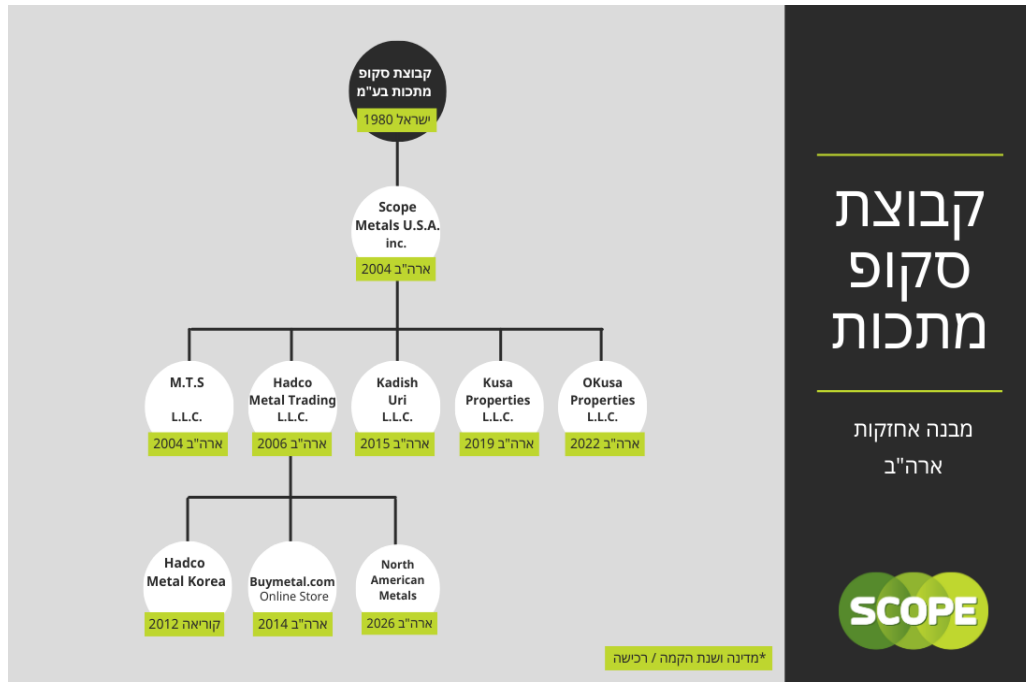 קבוצת סקופ
מתכות בע"מ
ישראל 1980
Scope
Metals U.S.A.
inc.
ארה"ב 2004
M.T.S
L.L.C.
ארה"ב 2004
Hadco
Metal Trading
L.L.C.
ארה"ב 2006
Kadish
Uri
L.L.C.
ארה"ב 2015
Kusa
Properties
L.L.C.
ארה"ב 2019
OKusa
Properties
L.L.C.
ארה"ב 2022
Hadco
Metal Korea
קוריאה 2012
Buymetal.com
Online Store
ארה"ב 2014
North
American
Metals
ארה"ב 2026
*מדינה ושנת הקמה / רכישה
קבוצת
סקופ
מתכות
מבנה אחזקות
ארה"ב
SCOPE